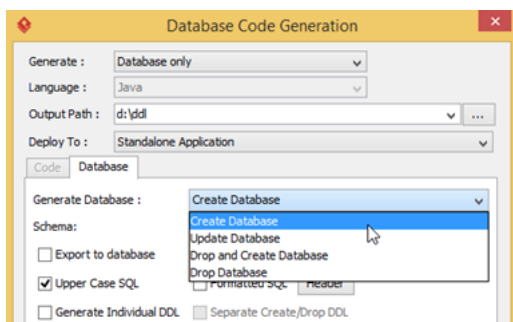 Database Code Generation
Generate : Database only
Language : Java
Output Path : d:\ddl ...
Deploy To : Standalone Application
Code Database
Generate Database : Create Database
Schema: Create Database
Update Database
Export to database Drop and Create Database
Drop Database
Upper Case SQL Formatted SQL Header
Generate Individual DDL Separate Create/Drop DDL